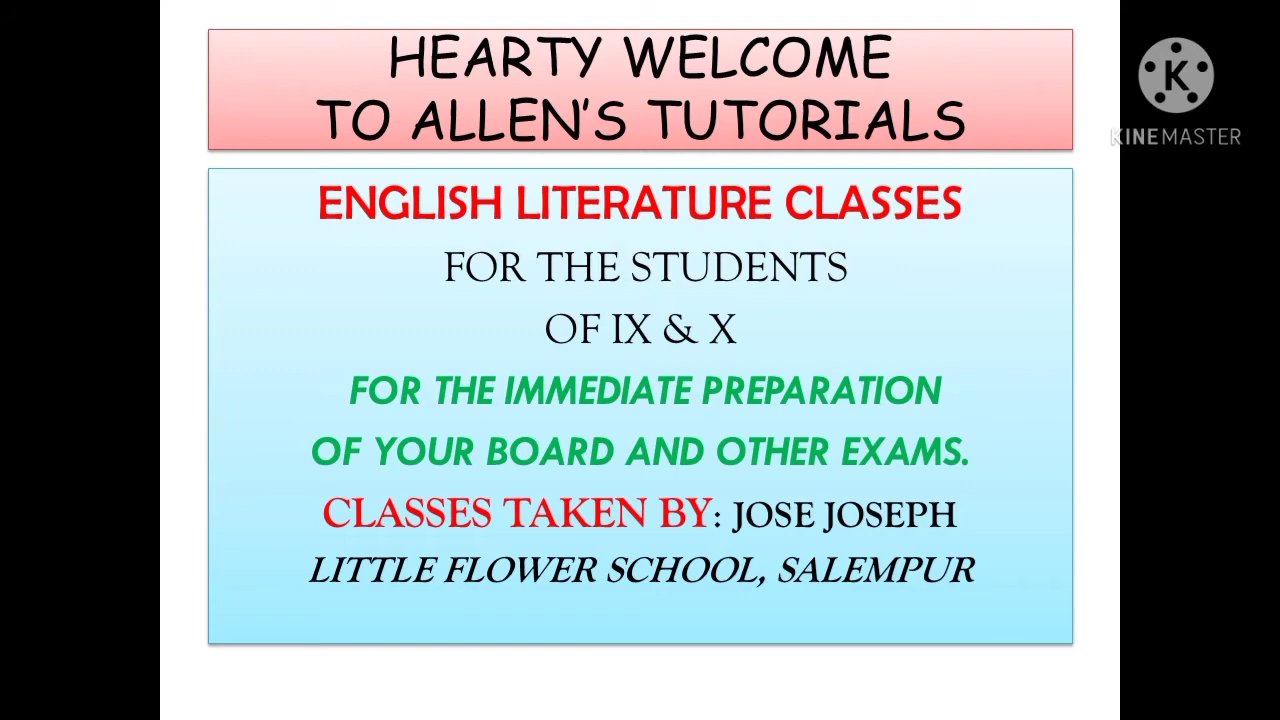 HEARTY WELCOME
TO ALLEN'S TUTORIALS
K
KINEMASTER
ENGLISH LITERATURE CLASSES
FOR THE STUDENTS
OF IX & X
FOR THE IMMEDIATE PREPARATION
OF YOUR BOARD AND OTHER EXAMS.
CLASSES TAKEN BY: JOSE JOSEPH
LITTLE FLOWER SCHOOL, SALEMPUR